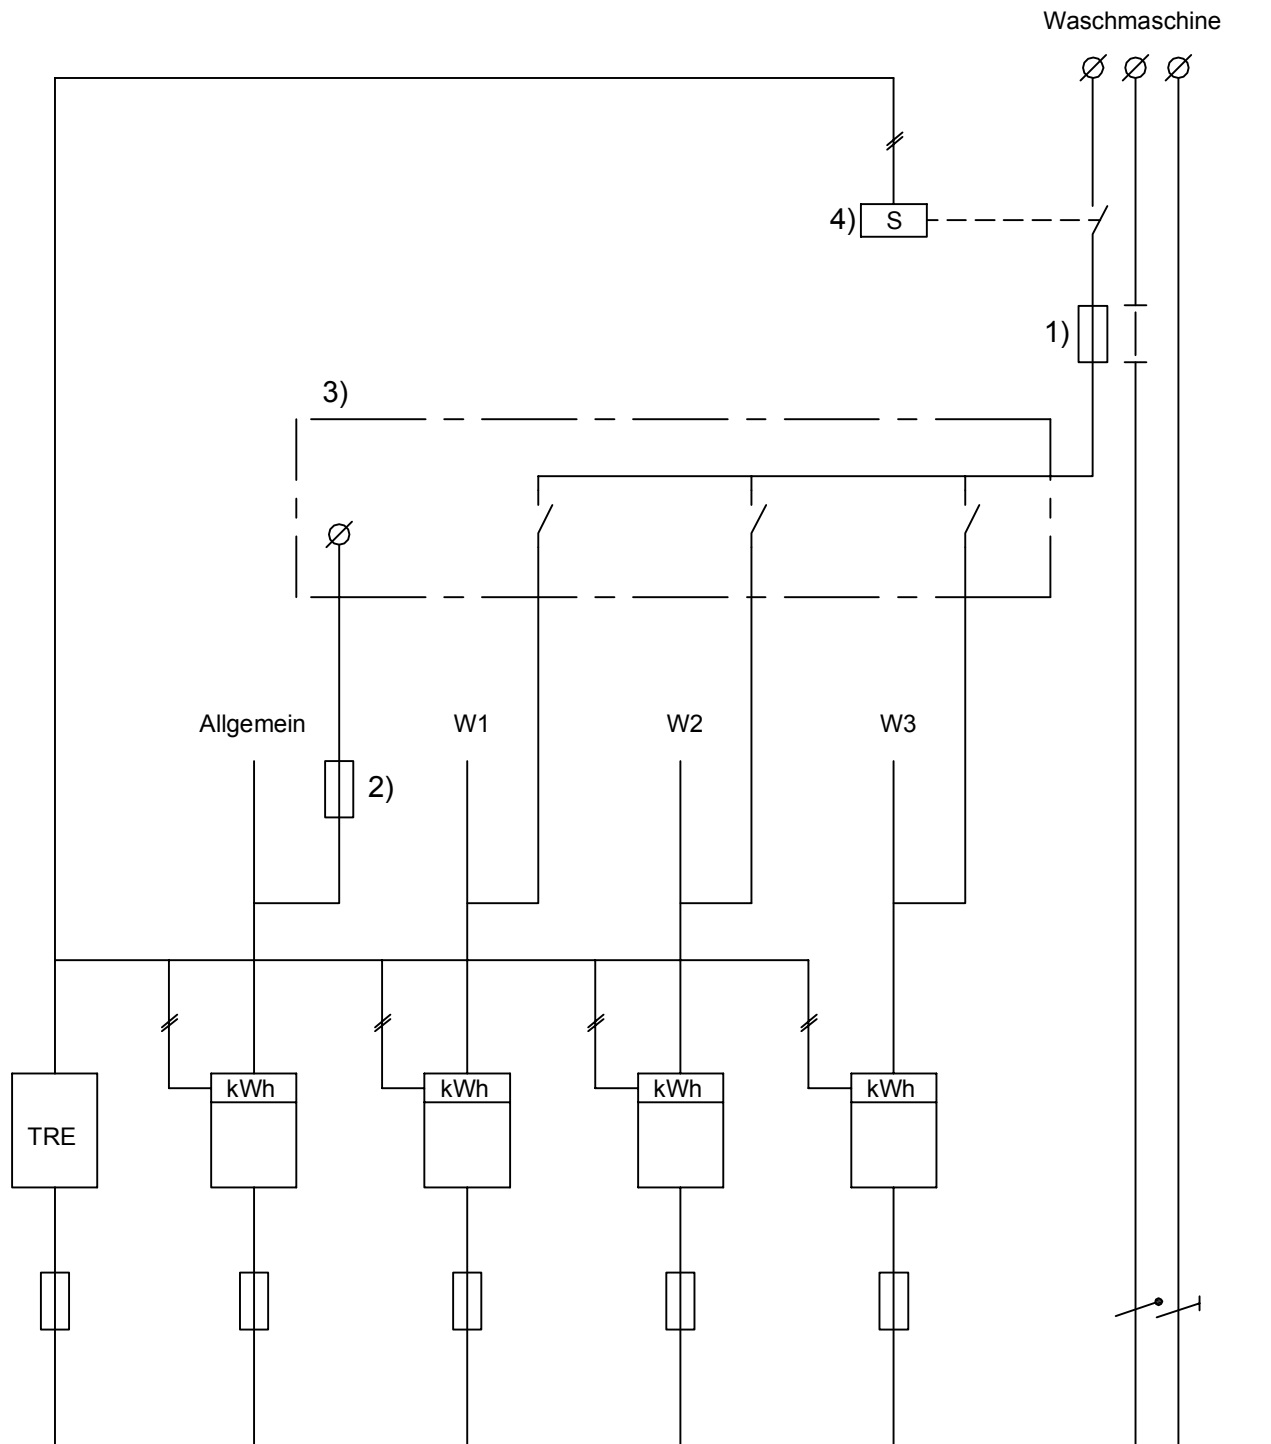 Waschmaschine
4) S
1)
3)
Allgemein W1 W2 W3
2)
kWh kWh kWh kWh
TRE